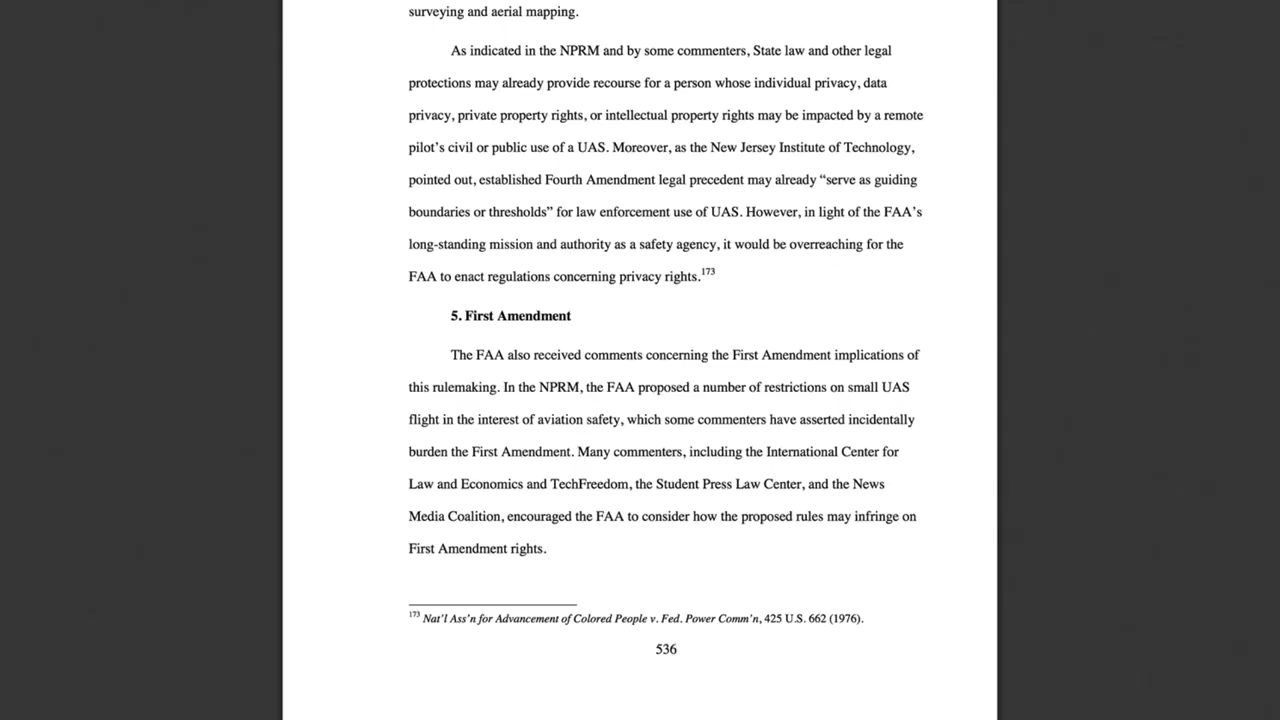 surveying and aerial mapping.
As indicated in the NPRM and by some commenters, State law and other legal
protections may already provide recourse for a person whose individual privacy, data
privacy, private property rights, or intellectual property rights may be impacted by a remote
pilot’s civil or public use of a UAS. Moreover, as the New Jersey Institute of Technology,
pointed out, established Fourth Amendment legal precedent may already “serve as guiding
boundaries or thresholds” for law enforcement use of UAS. However, in light of the FAA’s
long-standing mission and authority as a safety agency, it would be overreaching for the
FAA to enact regulations concerning privacy rights.173
5. First Amendment
The FAA also received comments concerning the First Amendment implications of
this rulemaking. In the NPRM, the FAA proposed a number of restrictions on small UAS
flight in the interest of aviation safety, which some commenters have asserted incidentally
burden the First Amendment. Many commenters, including the International Center for
Law and Economics and TechFreedom, the Student Press Law Center, and the News
Media Coalition, encouraged the FAA to consider how the proposed rules may infringe on
First Amendment rights.
173 Nat’l Ass’n for Advancement of Colored People v. Fed. Power Comm’n, 425 U.S. 662 (1976).
536